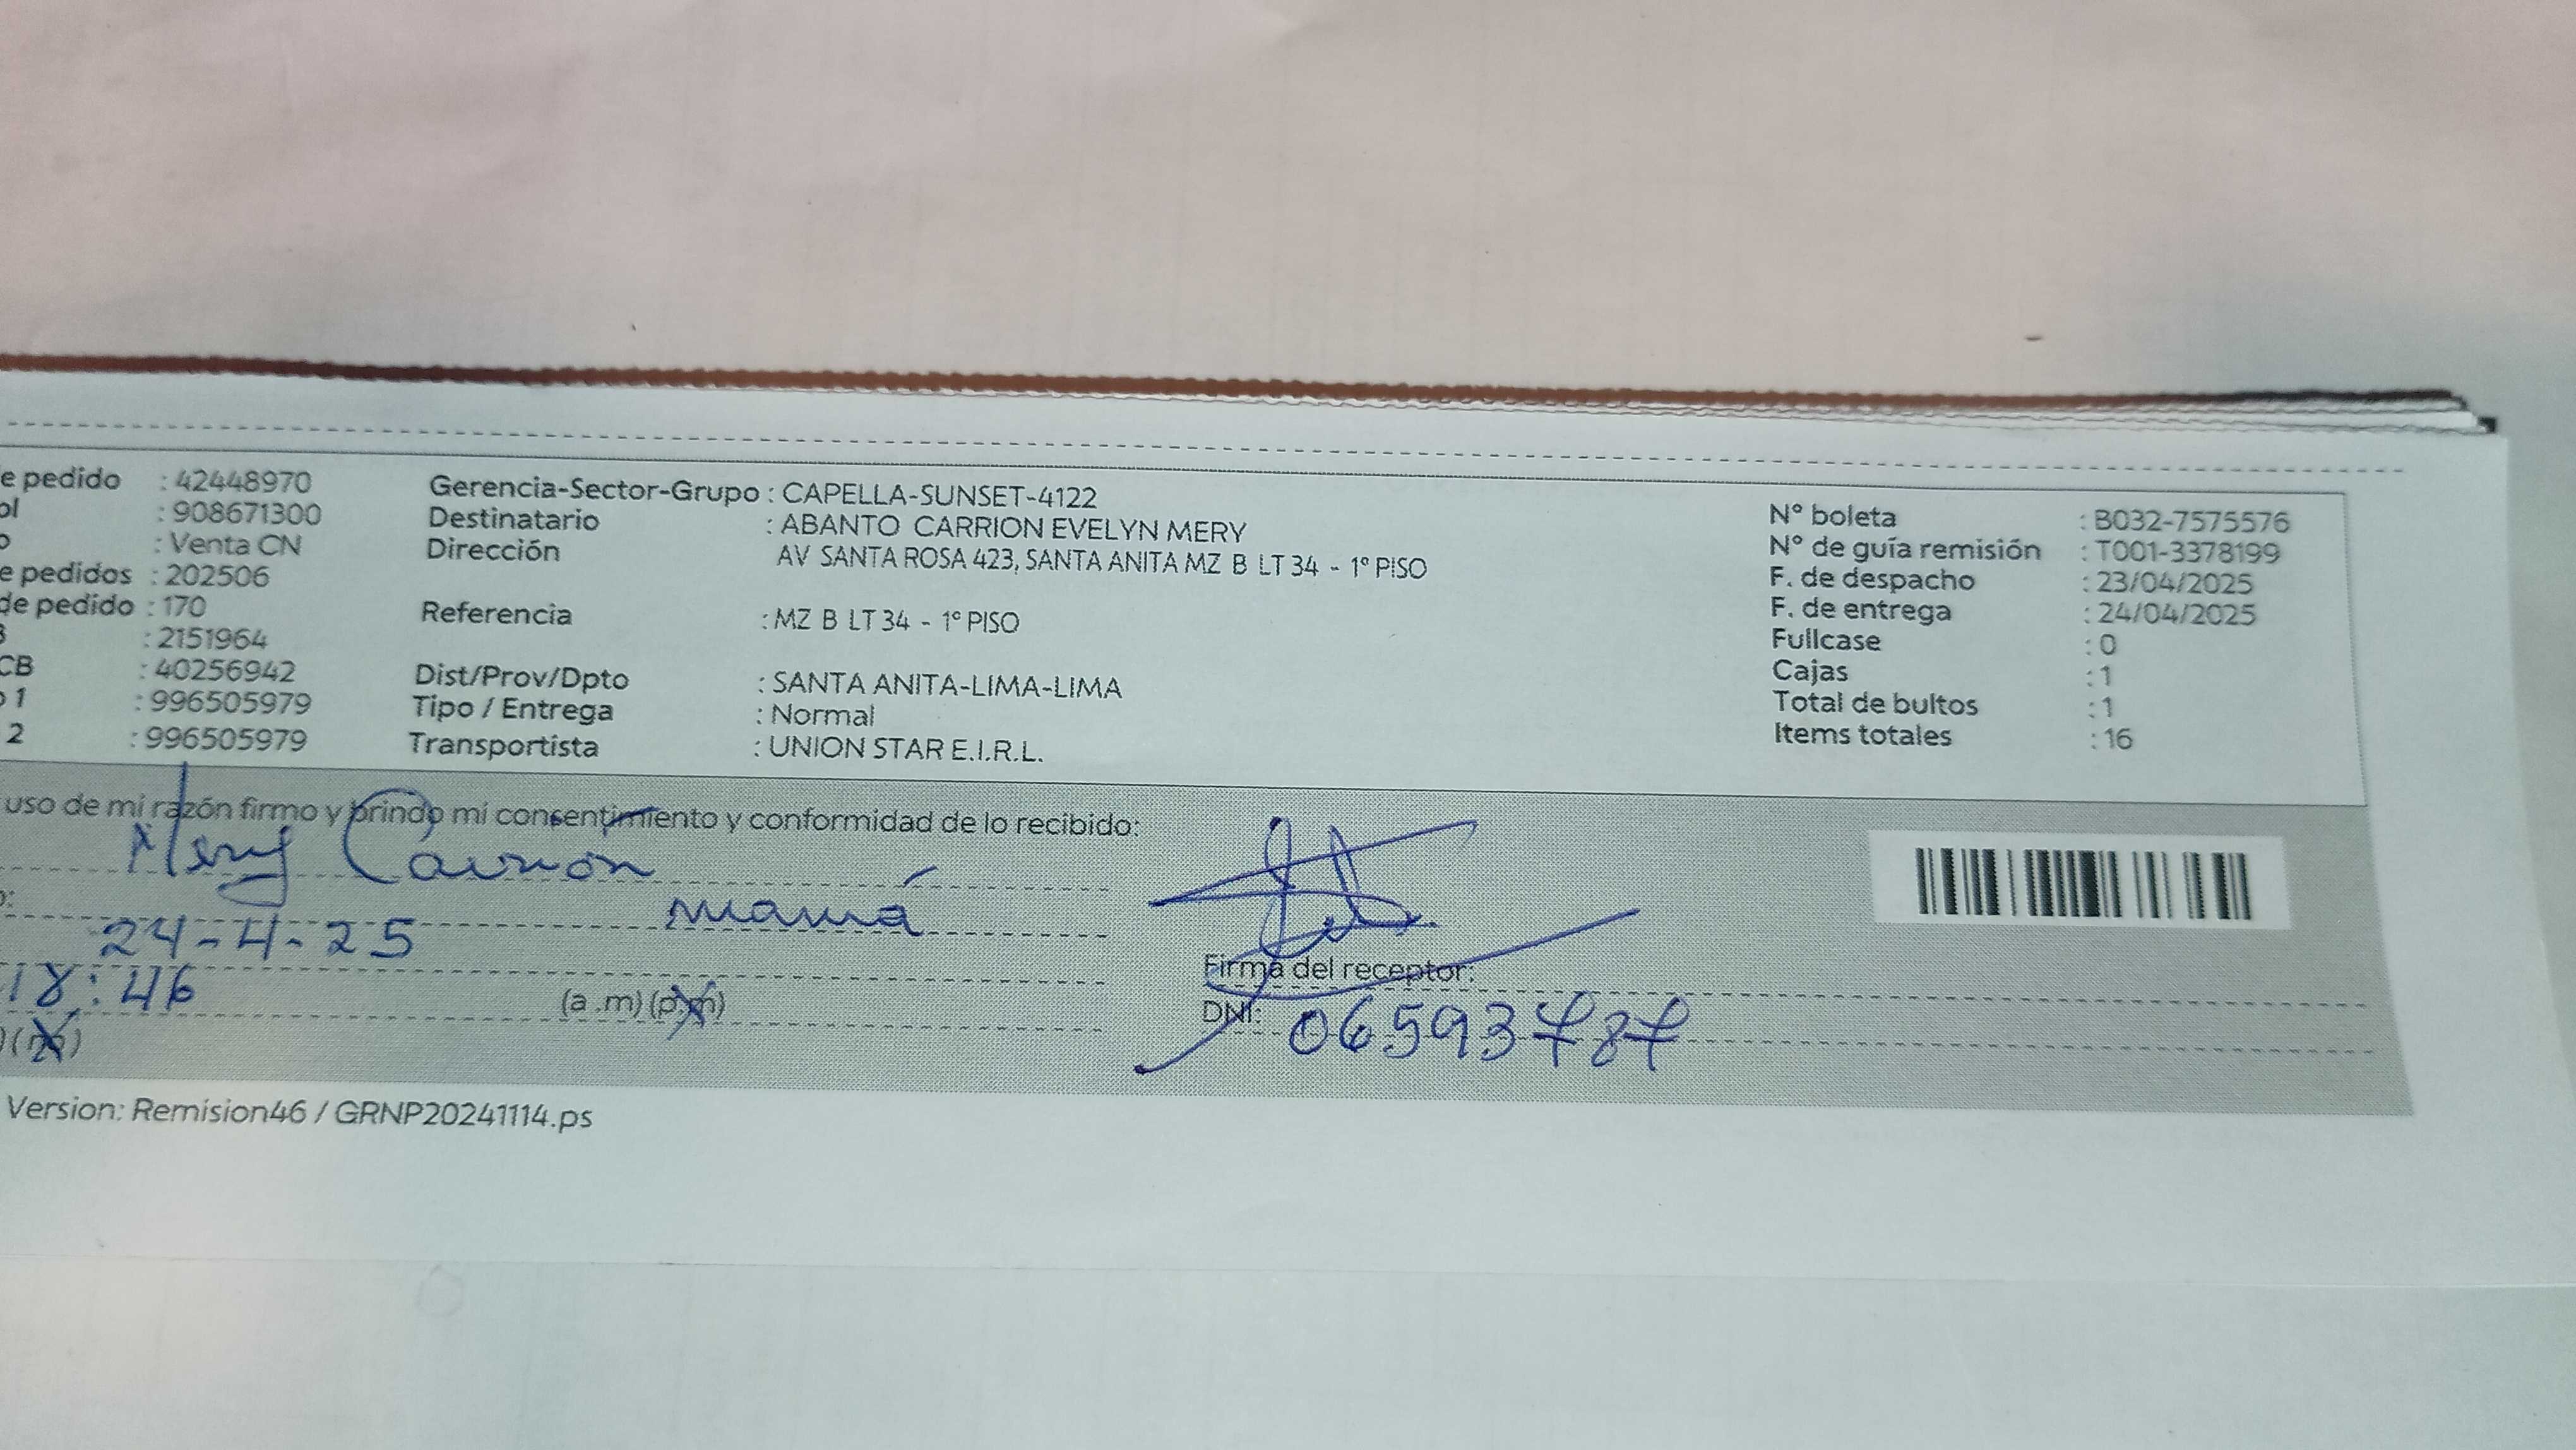 e pedido : 42448970
ol : 908671300
o : Venta CN
e pedidos : 202506
de pedido : 170
3 : 2151964
CB : 40256942
o 1 : 996505979
2 : 996505979
Gerencia-Sector-Grupo : CAPELLA-SUNSET-4122
Destinatario : ABANTO CARRION EVELYN MERY
Dirección AV SANTA ROSA 423, SANTA ANITA MZ B LT 34 - 1° PISO
Referencia : MZ B LT 34 - 1° PISO
Dist/Prov/Dpto : SANTA ANITA-LIMA-LIMA
Tipo / Entrega : Normal
Transportista : UNION STAR E.I.R.L.
N° boleta : B032-7575576
N° de guía remisión : T001-3378199
F. de despacho : 23/04/2025
F. de entrega : 24/04/2025
Fullcase : 0
Cajas : 1
Total de bultos : 1
Items totales : 16
uso de mi razón firmo y brindo mi consentimiento y conformidad de lo recibido:
Mery Carrión
o: mamá
24-4-25
18:46 (a .m) (p.m)
Firma del receptor:
DNI: 06593787
Version: Remision46 / GRNP20241114.ps